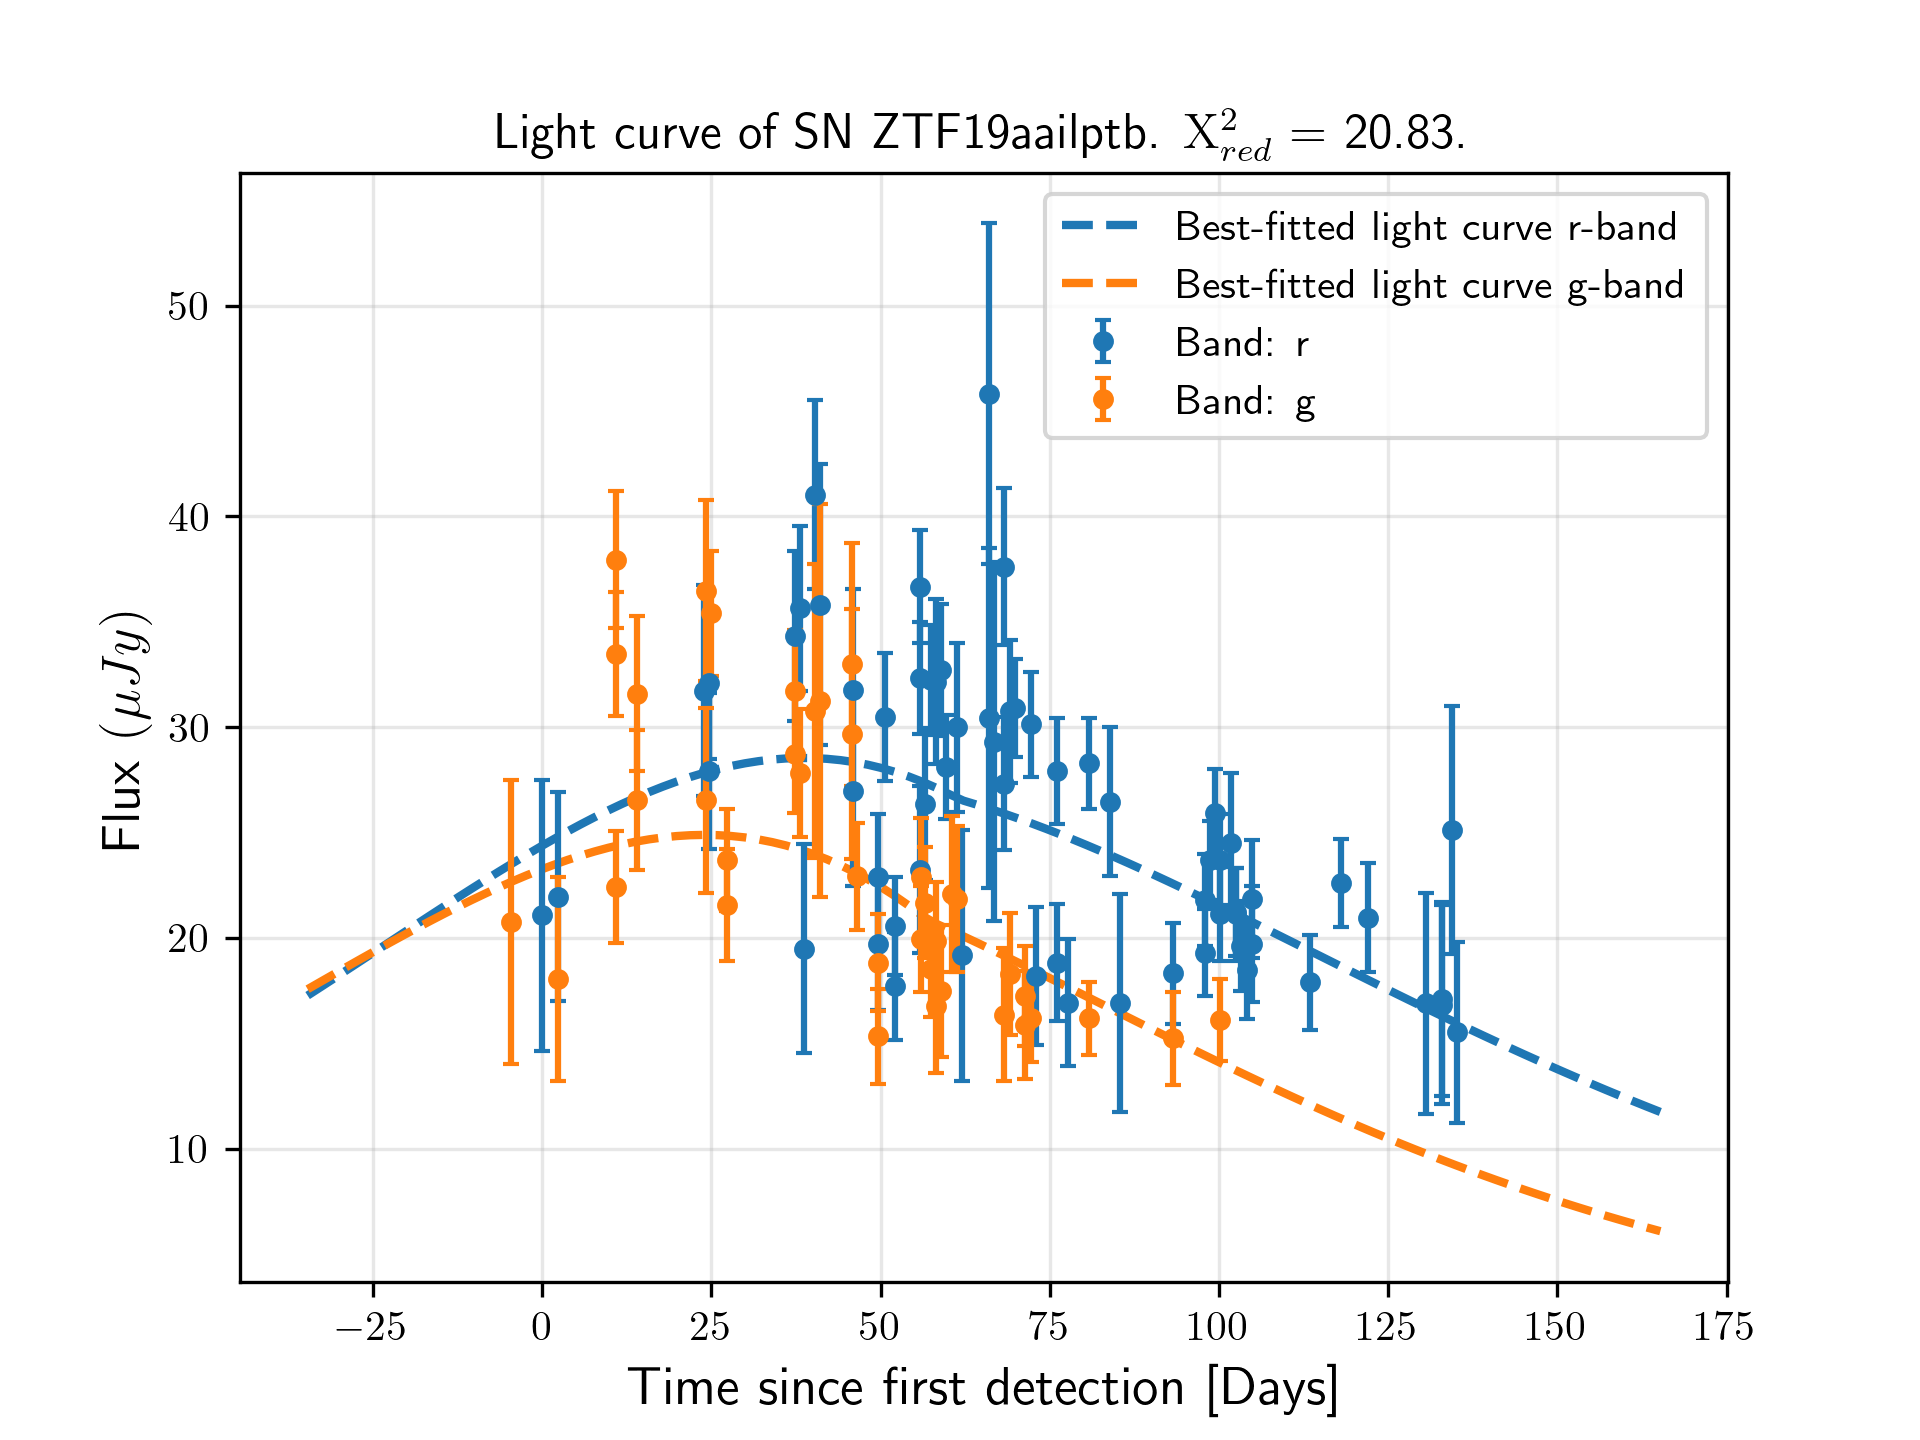 Light curve of SN ZTF19aailptb. X²_red = 20.83.
Best-fitted light curve r-band
Best-fitted light curve g-band
Band: r
Band: g
50
40
30
20
10
Flux (μJy)
−25 0 25 50 75 100 125 150 175
Time since first detection [Days]